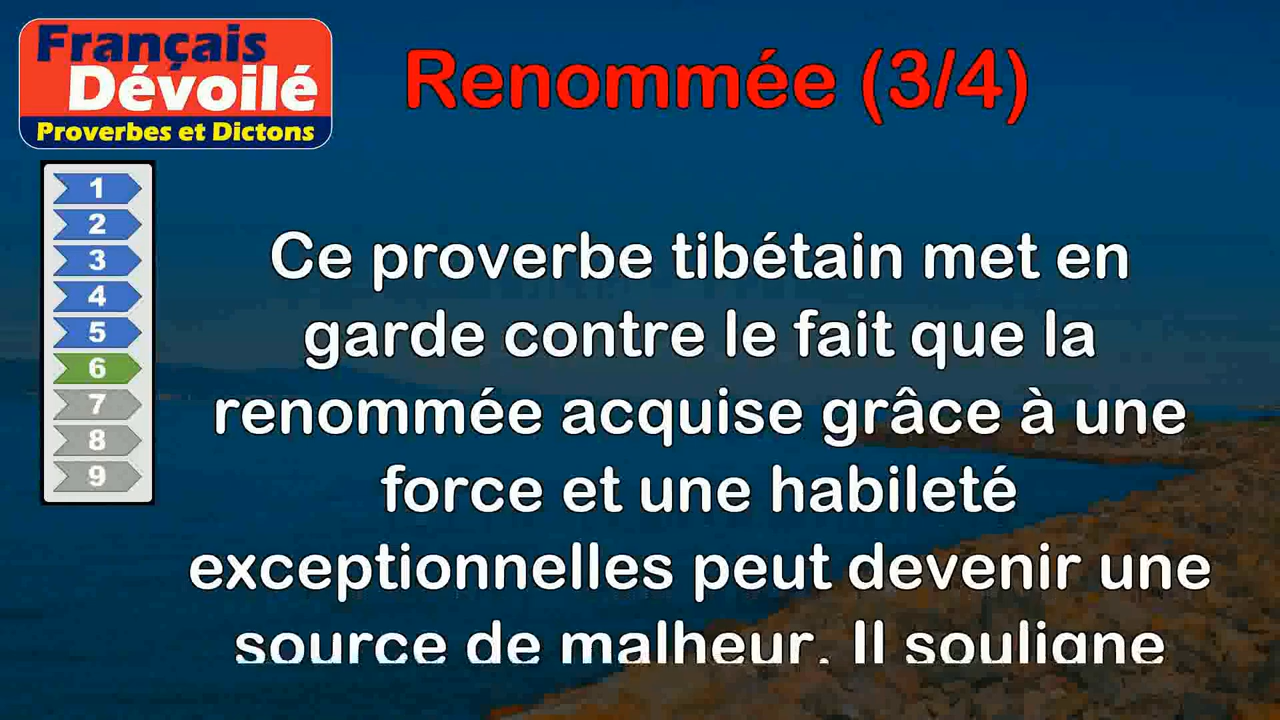 Français
Dévoilé
Proverbes et Dictons
Renommée (3/4)
1
2
3
4
5
6
7
8
9
Ce proverbe tibétain met en
garde contre le fait que la
renommée acquise grâce à une
force et une habileté
exceptionnelles peut devenir une
source de malheur. Il souligne